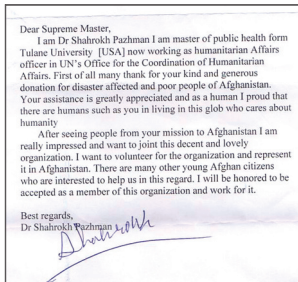 Dear Supreme Master,
I am Dr Shahrokh Pazhman I am master of public health form
Tulane University [USA] now working as humanitarian Affairs
officer in UN's Office for the Coordination of Humanitarian
Affairs. First of all many thank for your kind and generous
donation for disaster affected and poor people of Afghanistan.
Your assistance is greatly appreciated and as a human I proud that
there are humans such as you in living in this glob who cares about
humanity
After seeing people from your mission to Afghanistan I am
really impressed and want to joint this decent and lovely
organization. I want to volunteer for the organization and represent
it in Afghanistan. There are many other young Afghan citizens
who are interested to help us in this regard. I will be honored to be
accepted as a member of this organization and work for it.
Best regards,
Dr Shahrokh Pazhman
Shahrokh